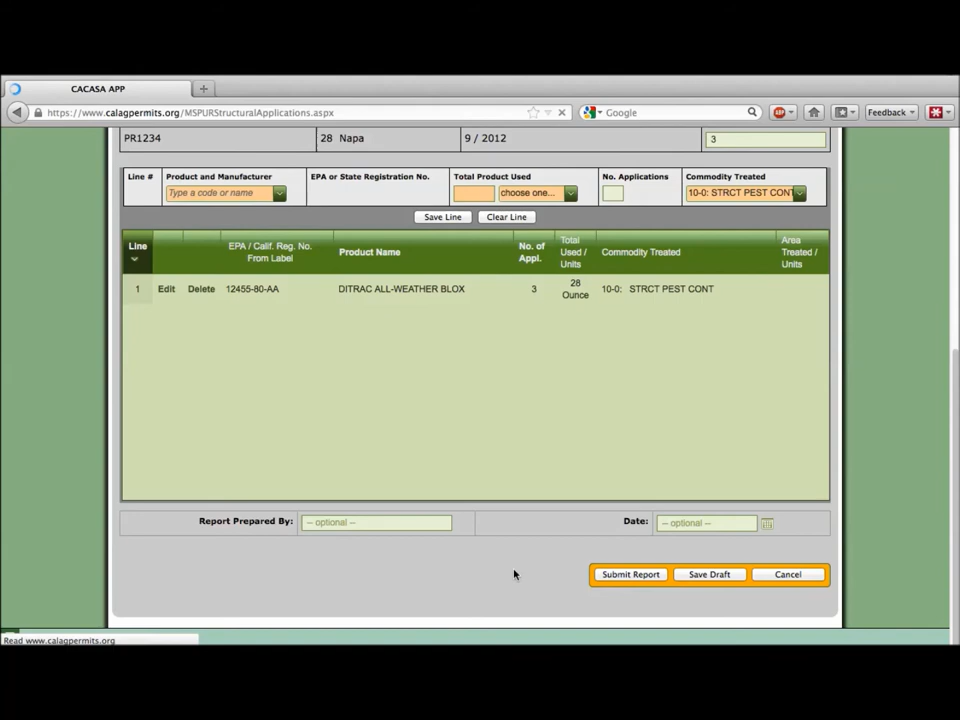 CACASA APP
https://www.calagpermits.org/MSPURStructuralApplications.aspx
Google
Feedback
PR1234
28 Napa
9 / 2012
3
Line #
Product and Manufacturer
EPA or State Registration No.
Total Product Used
No. Applications
Commodity Treated
Type a code or name
choose one...
10-0: STRCT PEST CONT
Save Line
Clear Line
Line
EPA / Calif. Reg. No.
From Label
Product Name
No. of
Appl.
Total
Used /
Units
Commodity Treated
Area
Treated /
Units
1
Edit
Delete
12455-80-AA
DITRAC ALL-WEATHER BLOX
3
28
Ounce
10-0: STRCT PEST CONT
Report Prepared By:
-- optional --
Date:
-- optional --
Submit Report
Save Draft
Cancel
Read www.calagpermits.org